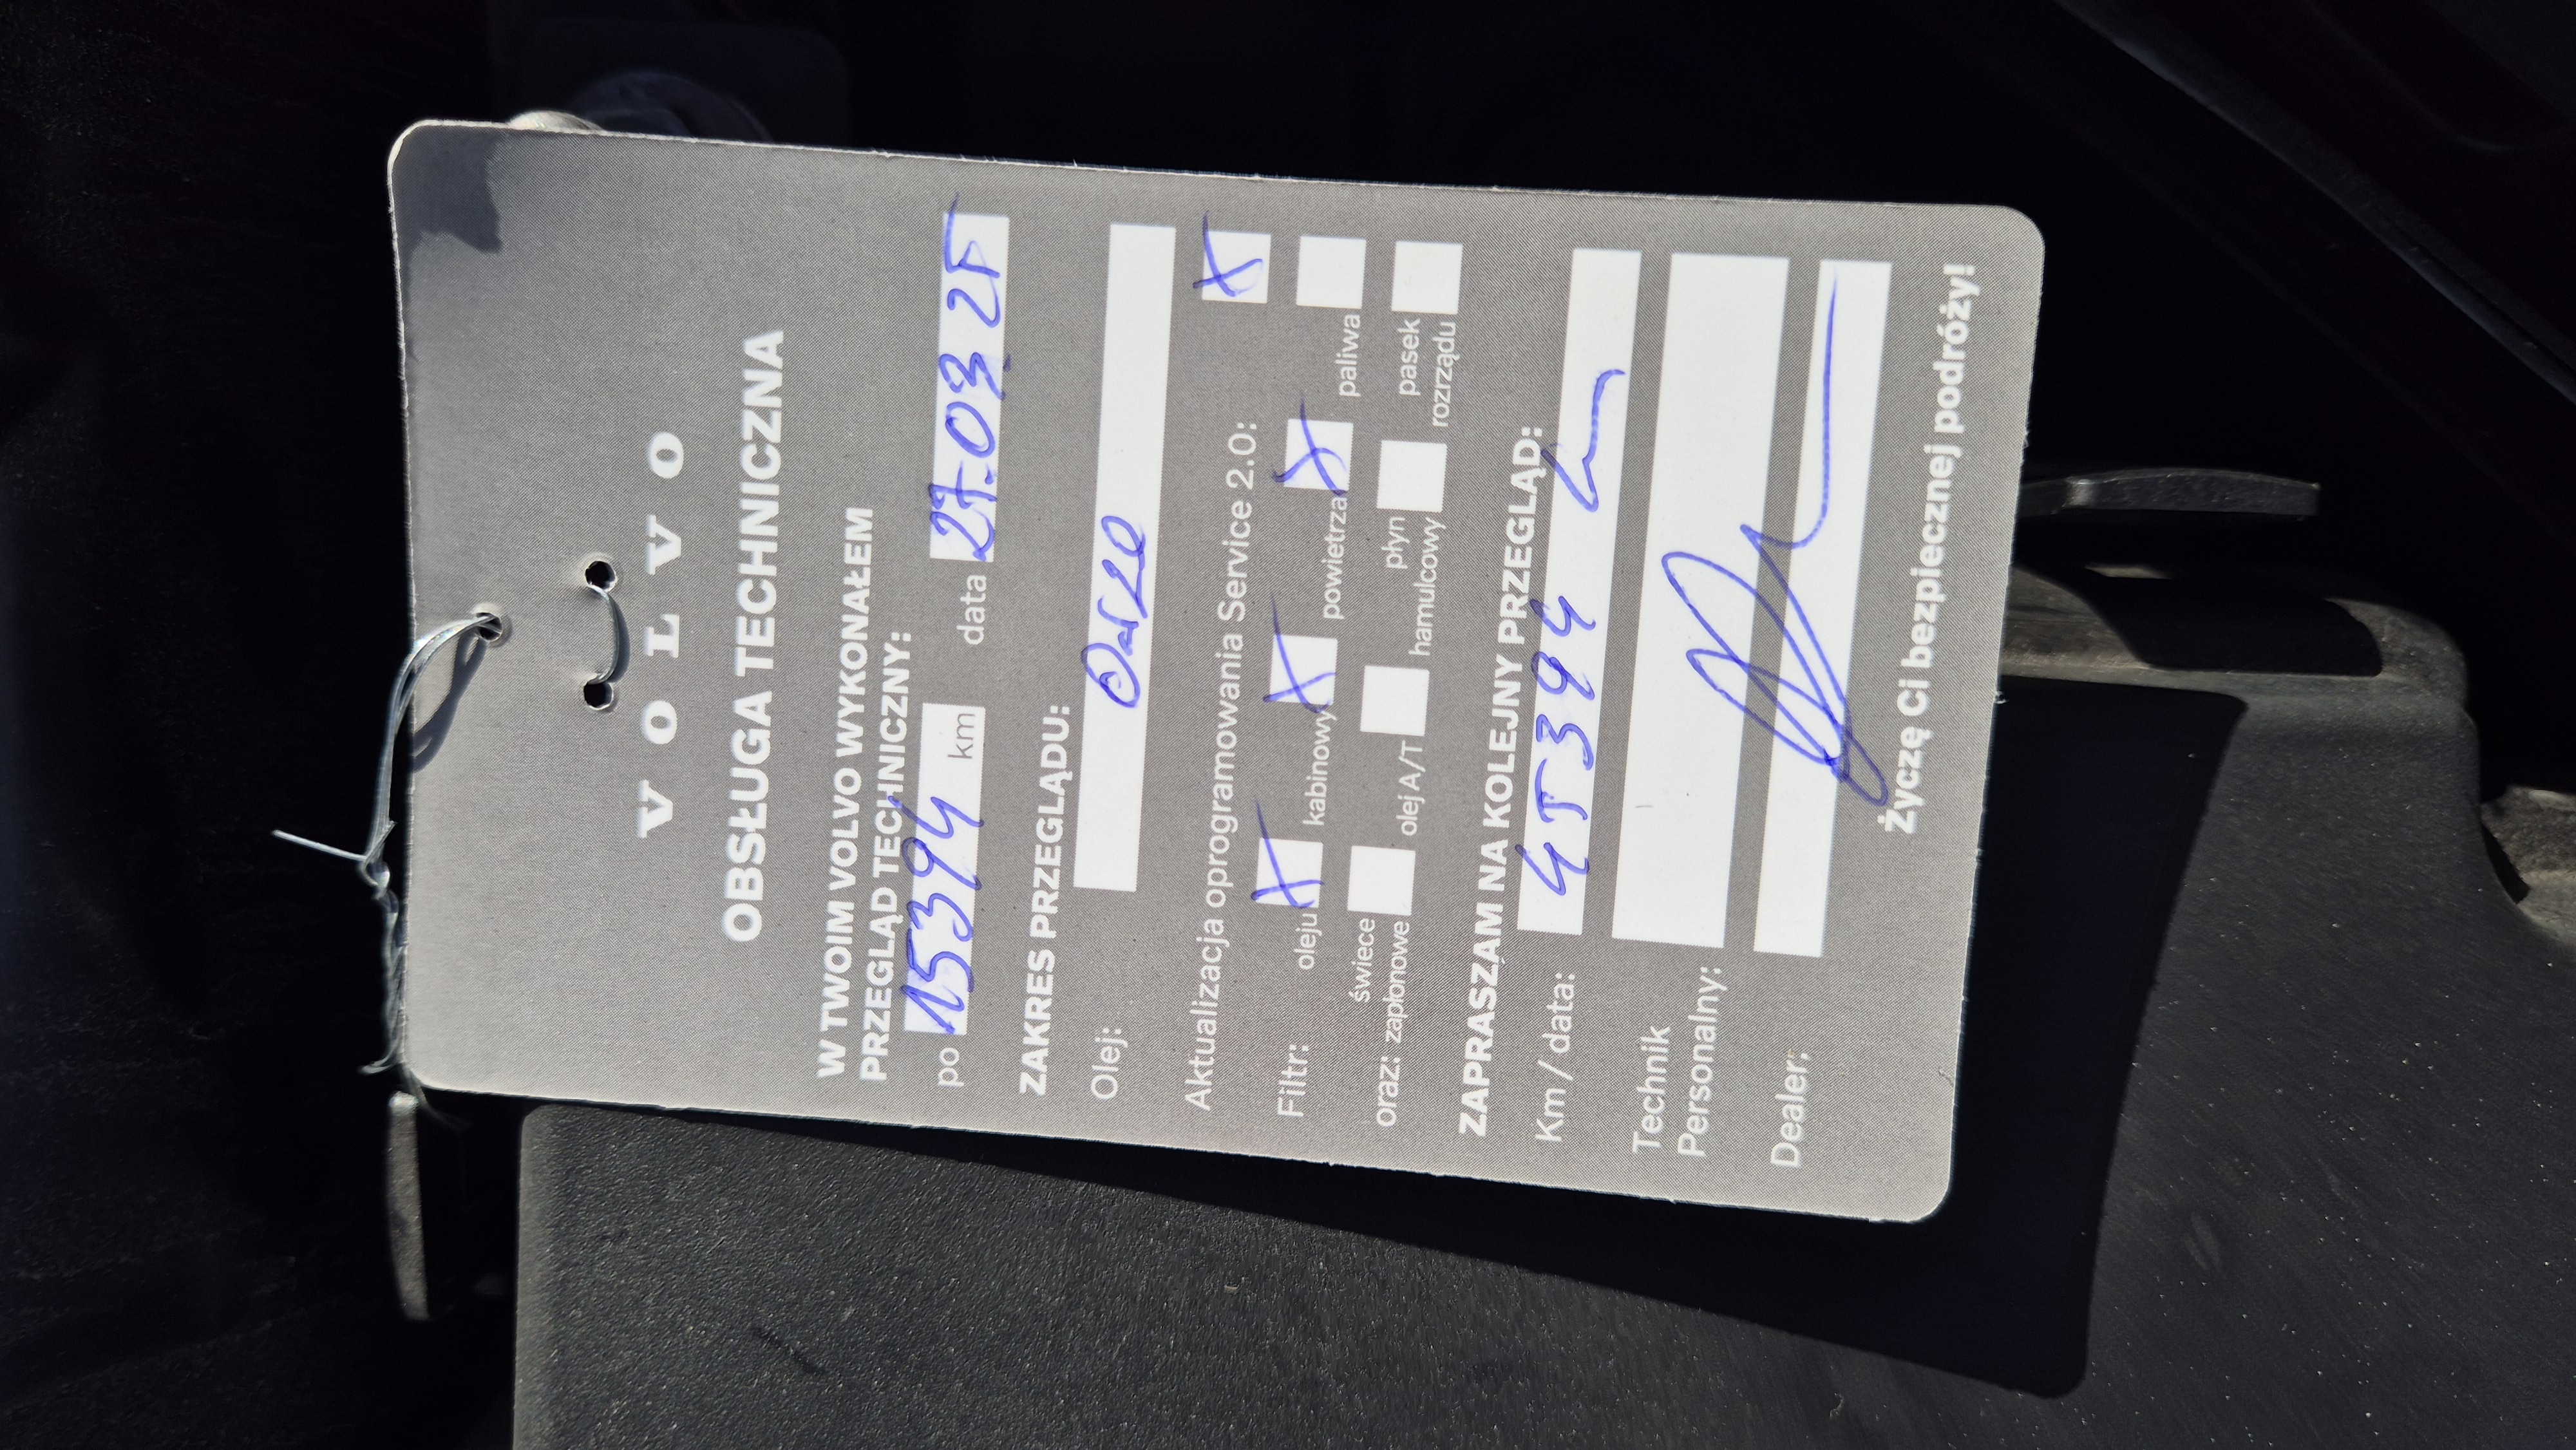 VOLVO
OBSŁUGA TECHNICZNA
W TWOIM VOLVO WYKONAŁEM
PRZEGLĄD TECHNICZNY:
po 15394 km data 27.03.25
ZAKRES PRZEGLĄDU:
Olej: 0W20
Aktualizacja oprogramowania Service 2.0: X
Filtr: oleju X kabinowy X powietrza X paliwa
oraz: świece zapłonowe olej A/T płyn hamulcowy pasek rozrządu
ZAPRASZAM NA KOLEJNY PRZEGLĄD:
Km / data: 45394 km
Technik
Personalny:
Dealer:
Życzę Ci bezpiecznej podróży!